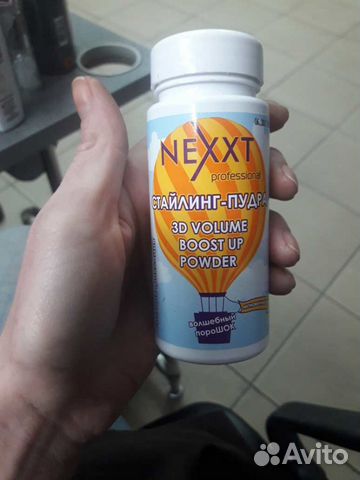 NEXXT
professional
СТАЙЛИНГ-ПУДРА
3D VOLUME
BOOST UP
POWDER
волшебный
пороШОК
Avito